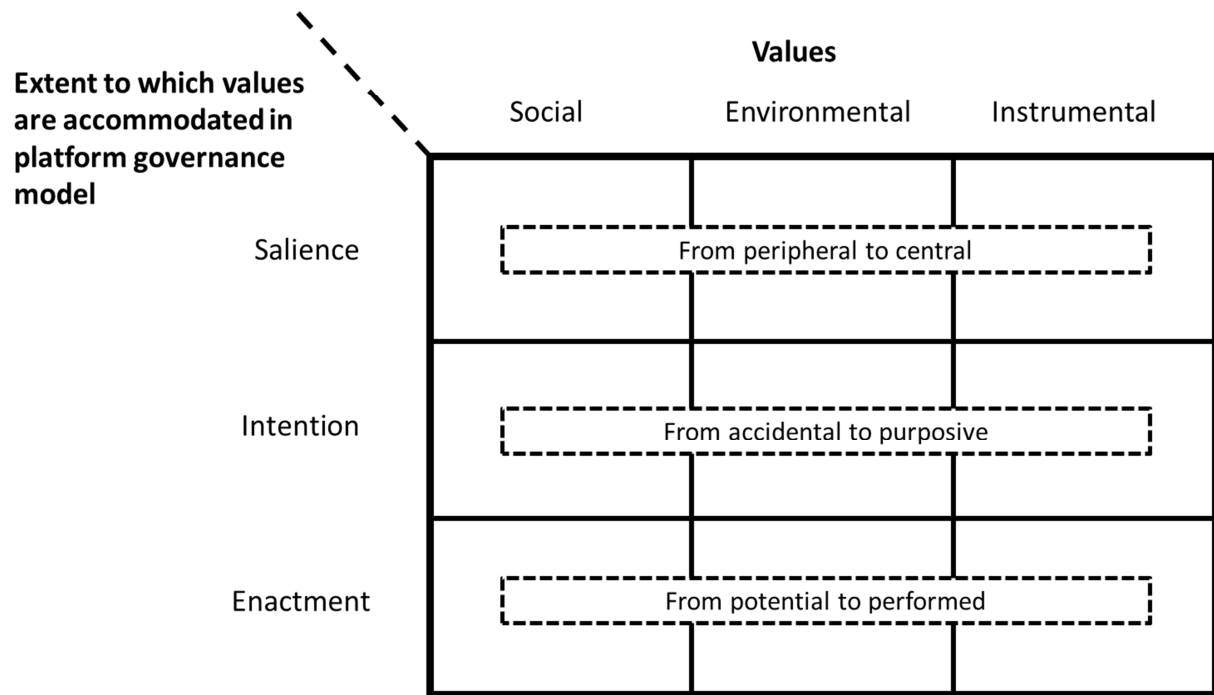 Extent to which values
are accommodated in
platform governance
model
Values
Social Environmental Instrumental
Salience
From peripheral to central
Intention
From accidental to purposive
Enactment
From potential to performed